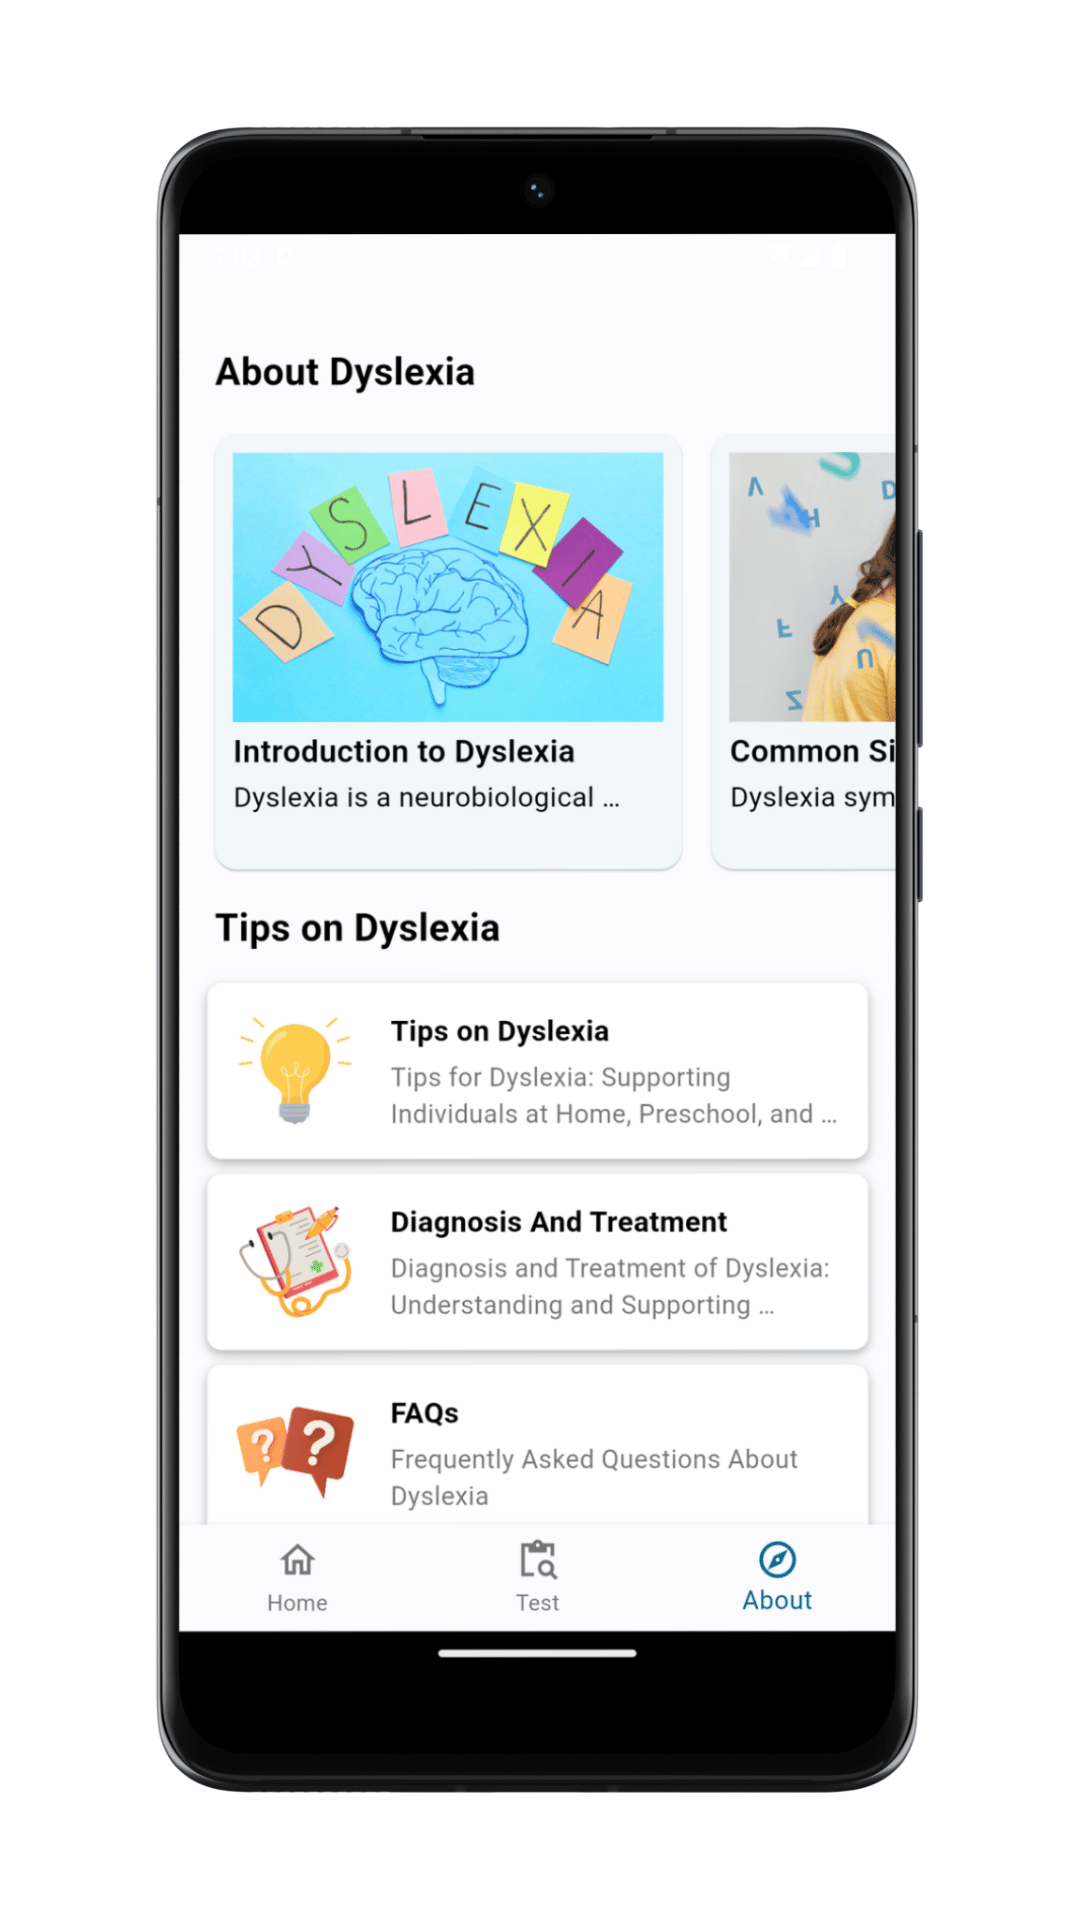 7:03
About Dyslexia
D Y S L E X I A
Introduction to Dyslexia
Dyslexia is a neurobiological ...
Common Si
Dyslexia sym
Tips on Dyslexia
Tips on Dyslexia
Tips for Dyslexia: Supporting
Individuals at Home, Preschool, and ...
Diagnosis And Treatment
Diagnosis and Treatment of Dyslexia:
Understanding and Supporting ...
FAQs
Frequently Asked Questions About
Dyslexia
Home
Test
About